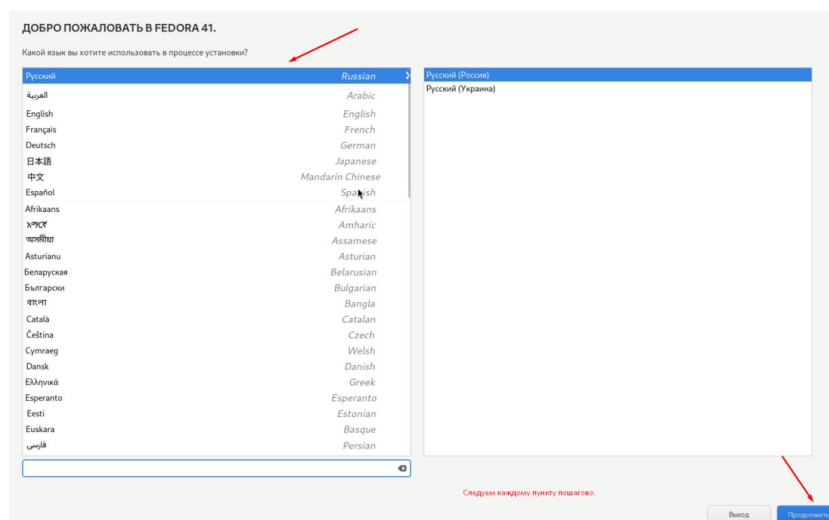 ДОБРО ПОЖАЛОВАТЬ В FEDORA 41.
Какой язык вы хотите использовать в процессе установки?
Русский Russian
العربية Arabic
English English
Français French
Deutsch German
日本語 Japanese
中文 Mandarin Chinese
Español Spanish
Afrikaans Afrikaans
አማርኛ Amharic
অসমীয়া Assamese
Asturianu Asturian
Беларуская Belarusian
Български Bulgarian
বাংলা Bangla
Català Catalan
Čeština Czech
Cymraeg Welsh
Dansk Danish
Ελληνικά Greek
Esperanto Esperanto
Eesti Estonian
Euskara Basque
فارسی Persian
Русский (Россия)
Русский (Украина)
Следуем каждому пункту пошагово.
Выход Продолжить